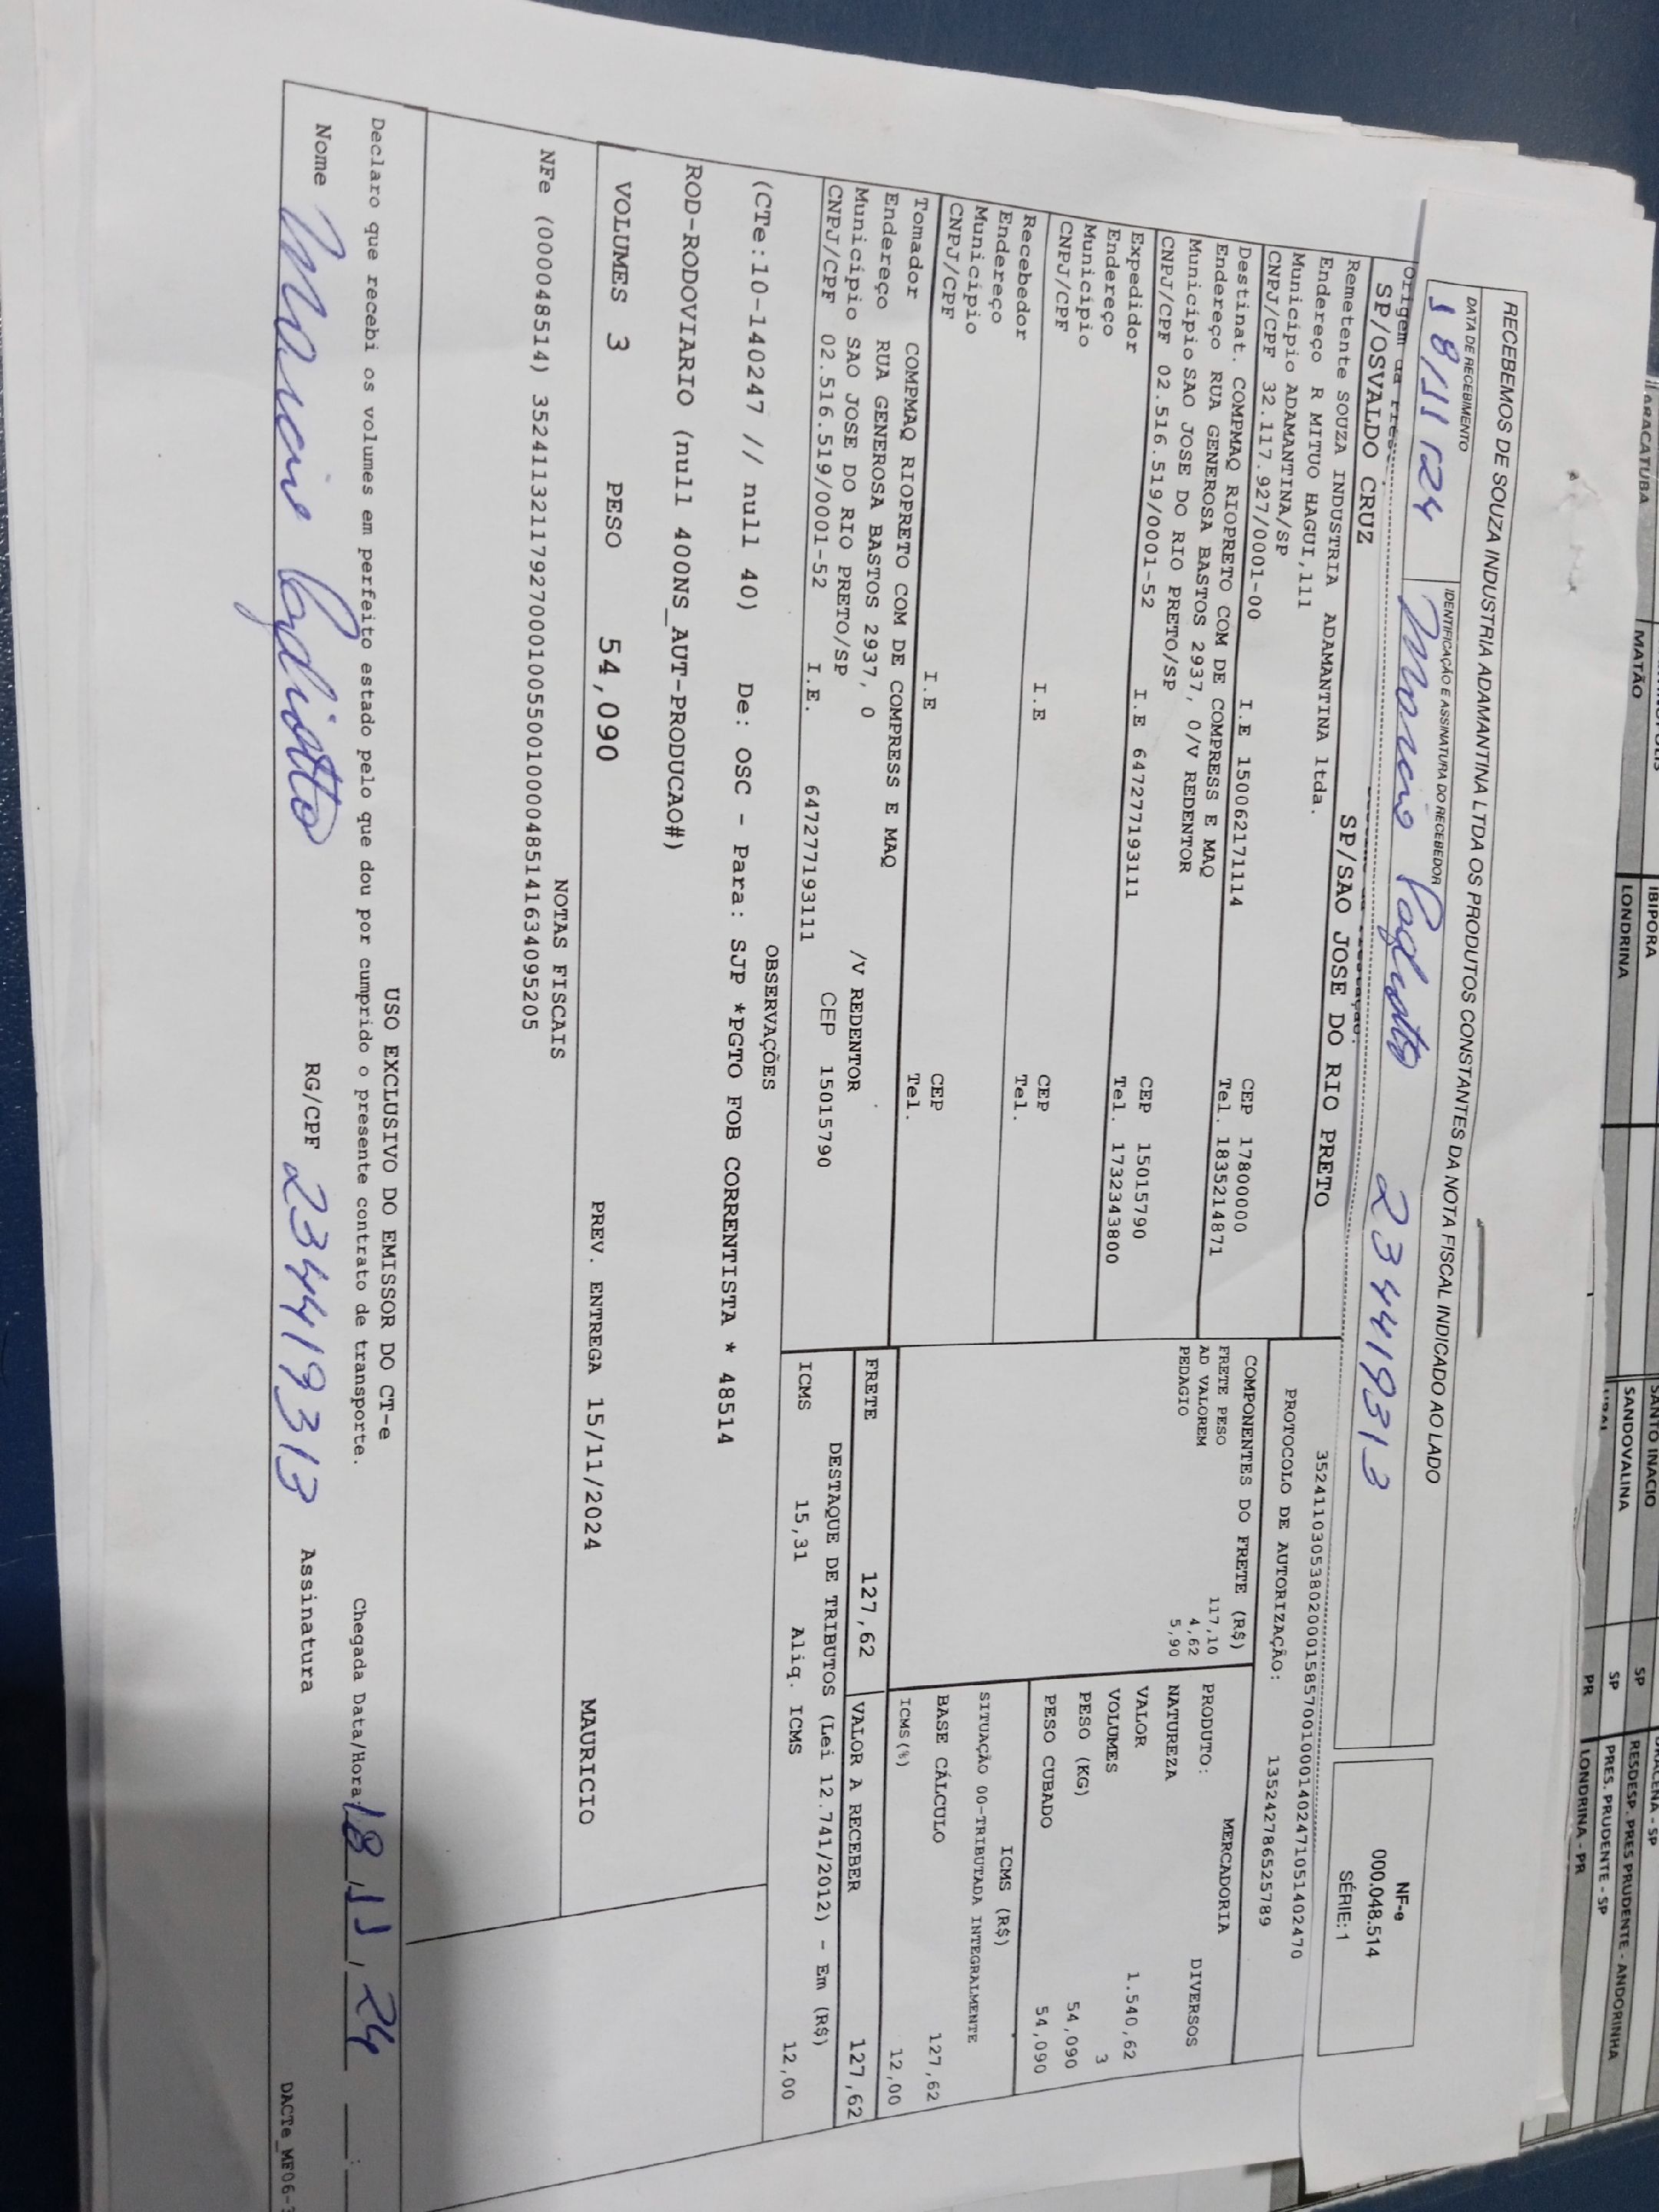 RECEBEMOS DE SOUZA INDUSTRIA ADAMANTINA LTDA OS PRODUTOS CONSTANTES DA NOTA FISCAL INDICADO AO LADO
DATA DE RECEBIMENTO
18/11/24
IDENTIFICAÇÃO E ASSINATURA DO RECEBEDOR
234419313
NF-e
000.048.514
SÉRIE: 1
SP/OSVALDO CRUZ
SP/SAO JOSE DO RIO PRETO
35241103053802000158570010001402471051402470
PROTOCOLO DE AUTORIZAÇÃO:
135242786525789
Remetente SOUZA INDUSTRIA ADAMANTINA ltda.
Endereço R MITUO HAGUI,111
Município ADAMANTINA/SP
CEP 17800000
CNPJ/CPF 32.117.927/0001-00 I.E 150062171114 Tel. 1835214871
Destinat. COMPMAQ RIOPRETO COM DE COMPRESS E MAQ
Endereço RUA GENEROSA BASTOS 2937, 0/V REDENTOR
Município SAO JOSE DO RIO PRETO/SP CEP 15015790
CNPJ/CPF 02.516.519/0001-52 I.E 647277193111 Tel. 1732343800
Expedidor
Endereço
Município CEP
CNPJ/CPF I.E Tel.
Recebedor
Endereço
Município CEP
CNPJ/CPF I.E Tel.
Tomador COMPMAQ RIOPRETO COM DE COMPRESS E MAQ
Endereço RUA GENEROSA BASTOS 2937, 0 /V REDENTOR
Município SAO JOSE DO RIO PRETO/SP CEP 15015790
CNPJ/CPF 02.516.519/0001-52 I.E. 647277193111
COMPONENTES DO FRETE (R$)
FRETE PESO 117,10
AD VALOREM 4,62
PEDAGIO 5,90
MERCADORIA
PRODUTO: DIVERSOS
NATUREZA
VALOR 1.540,62
VOLUMES 3
PESO (KG) 54,090
PESO CUBADO 54,090
ICMS (R$)
SITUAÇÃO 00-TRIBUTADA INTEGRALMENTE
BASE CÁLCULO 127,62
ICMS(%) 12,00
FRETE 127,62
VALOR A RECEBER 127,62
DESTAQUE DE TRIBUTOS (Lei 12.741/2012) - Em (R$)
ICMS 15,31 Aliq. ICMS 12,00
OBSERVAÇÕES
(CTe:10-140247 // null 40) De: OSC - Para: SJP *PGTO FOB CORRENTISTA * 48514
ROD-RODOVIARIO (null 400NS_AUT-PRODUCAO#)
VOLUMES 3 PESO 54,090 PREV. ENTREGA 15/11/2024 MAURICIO
NOTAS FISCAIS
NFe (000048514) 35241132117927000100550010000485141634095205
USO EXCLUSIVO DO EMISSOR DO CT-e
Declaro que recebi os volumes em perfeito estado pelo que dou por cumprido o presente contrato de transporte.
Chegada Data/Hora 18/11/24
Nome
RG/CPF 234419313 Assinatura
MATÃO
LONDRINA
IBIPORA
SANTO INACIO
SANDOVALINA
SP
SP
PR
RESDESP. PRES PRUDENTE - ANDORINHA
PRES. PRUDENTE - SP
LONDRINA - PR